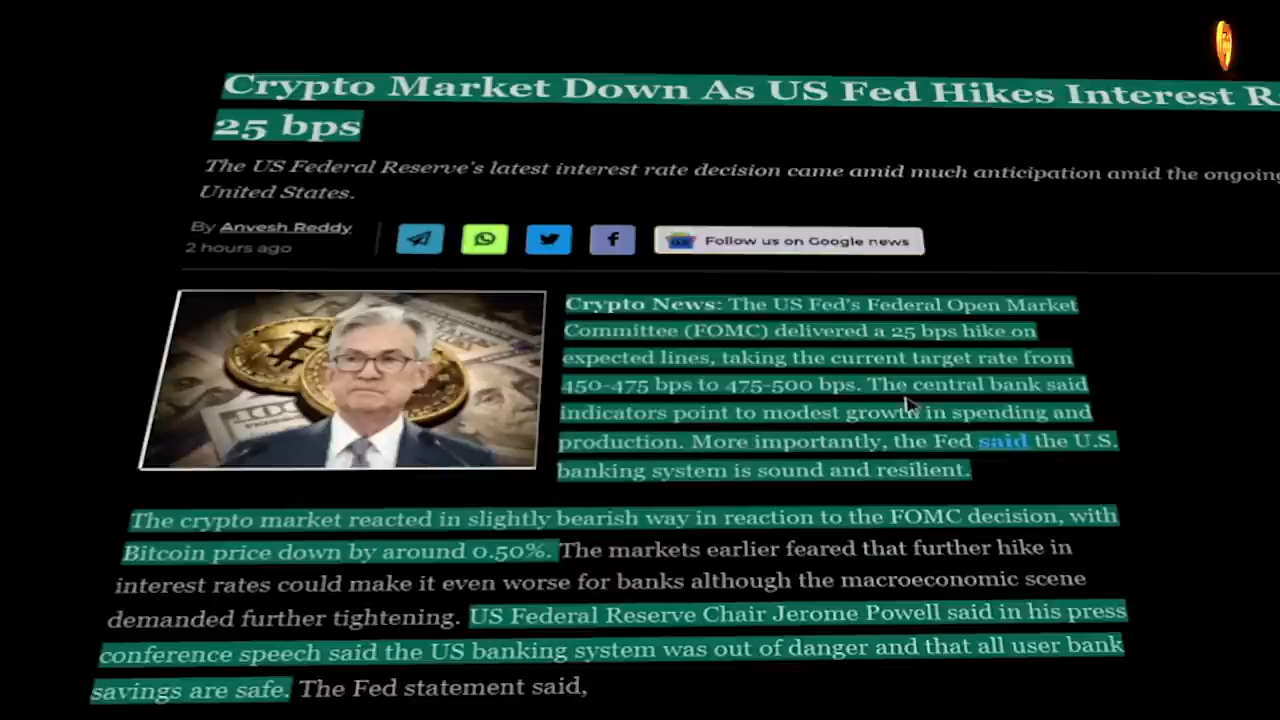 Crypto Market Down As US Fed Hikes Interest R
25 bps
The US Federal Reserve's latest interest rate decision came amid much anticipation amid the ongoing
United States.
By Anvesh Reddy
2 hours ago
Follow us on Google news
Crypto News: The US Fed's Federal Open Market
Committee (FOMC) delivered a 25 bps hike on
expected lines, taking the current target rate from
450-475 bps to 475-500 bps. The central bank said
indicators point to modest growth in spending and
production. More importantly, the Fed said the U.S.
banking system is sound and resilient.
The crypto market reacted in slightly bearish way in reaction to the FOMC decision, with
Bitcoin price down by around 0.50%. The markets earlier feared that further hike in
interest rates could make it even worse for banks although the macroeconomic scene
demanded further tightening. US Federal Reserve Chair Jerome Powell said in his press
conference speech said the US banking system was out of danger and that all user bank
savings are safe. The Fed statement said,